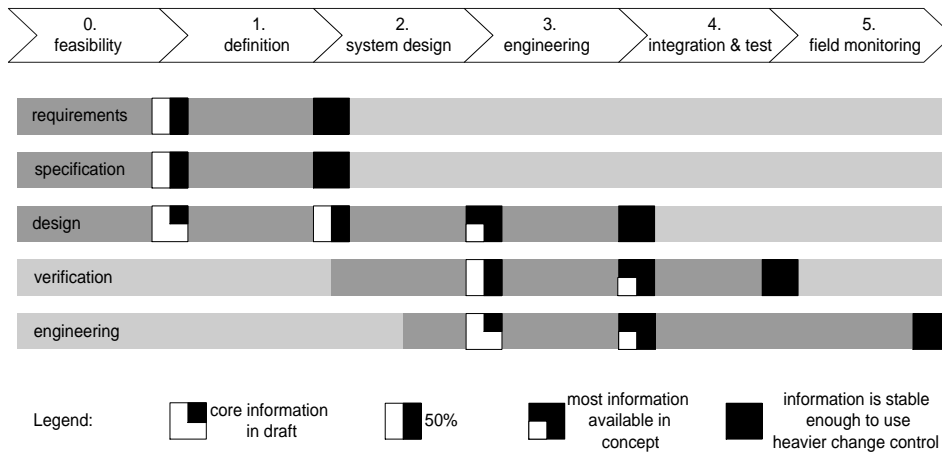 0.
feasibility
1.
definition
2.
system design
3.
engineering
4.
integration & test
5.
field monitoring
requirements
specification
design
verification
engineering
Legend:
core information
in draft
50%
most information
available in
concept
information is stable
enough to use
heavier change control